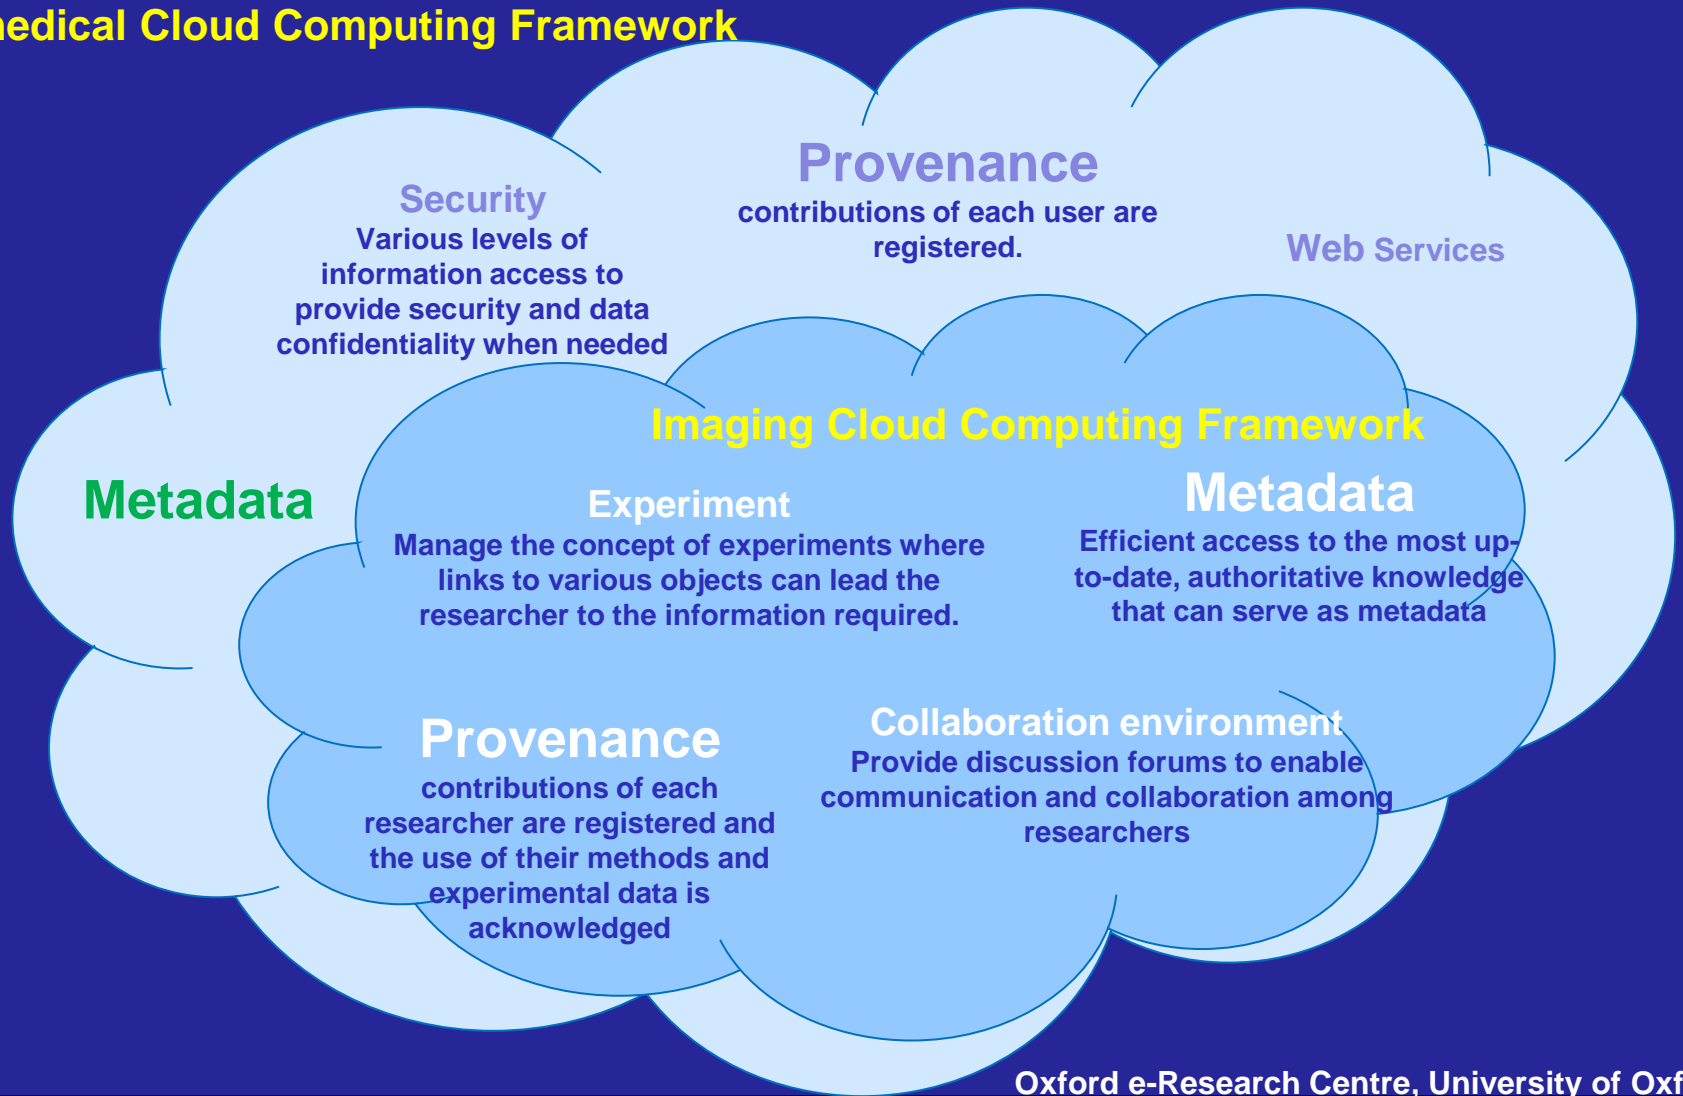 medical Cloud Computing Framework
Provenance
contributions of each user are
registered.
Security
Various levels of
information access to
provide security and data
confidentiality when needed
Web Services
Imaging Cloud Computing Framework
Metadata
Experiment
Manage the concept of experiments where
links to various objects can lead the
researcher to the information required.
Metadata
Efficient access to the most up-
to-date, authoritative knowledge
that can serve as metadata
Provenance
contributions of each
researcher are registered and
the use of their methods and
experimental data is
acknowledged
Collaboration environment
Provide discussion forums to enable
communication and collaboration among
researchers
Oxford e-Research Centre, University of Oxf